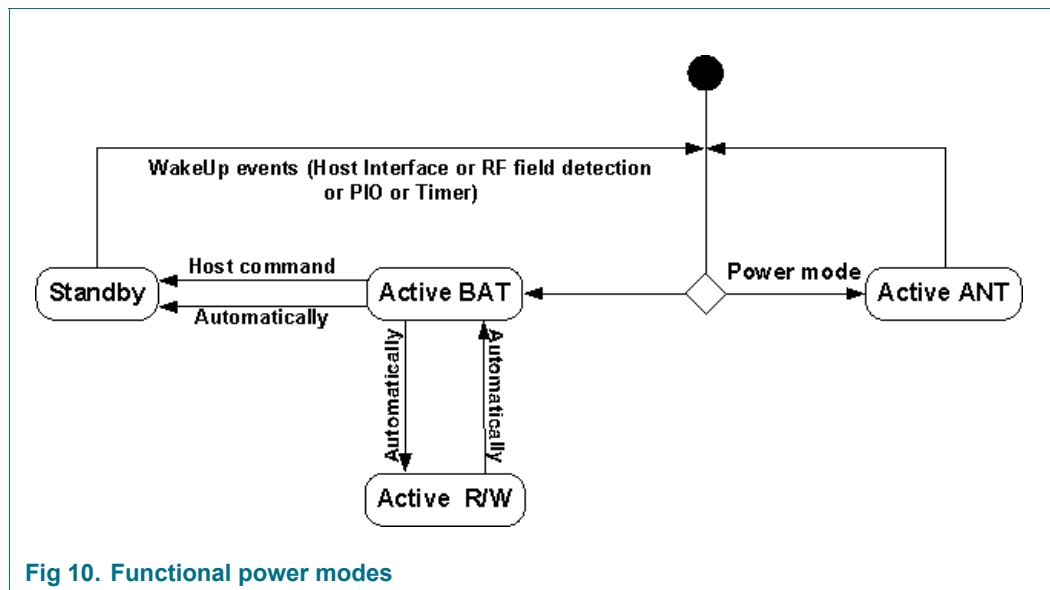 WakeUp events (Host Interface or RF field detection
or PIO or Timer)
Standby
Host command
Automatically
Active BAT
Power mode
Active ANT
Automatically
Automatically
Active R/W
Fig 10. Functional power modes